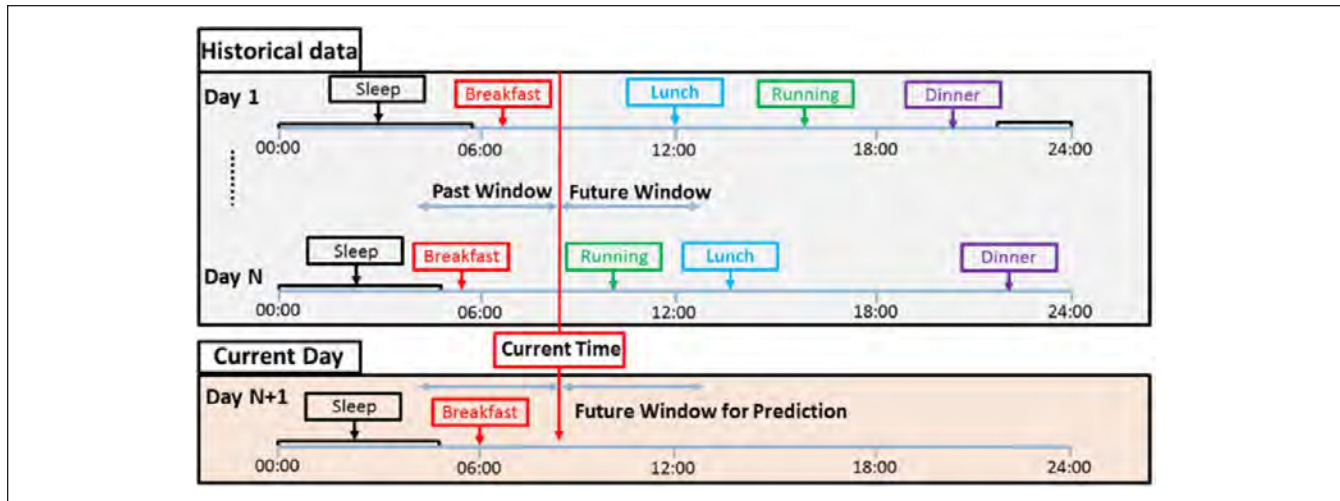 Historical data
Day 1
Sleep
Breakfast
Lunch
Running
Dinner
00:00 06:00 12:00 18:00 24:00
Past Window Future Window
Day N
Sleep
Breakfast
Running
Lunch
Dinner
00:00 06:00 12:00 18:00 24:00
Current Time
Current Day
Day N+1
Sleep
Breakfast
Future Window for Prediction
00:00 06:00 12:00 18:00 24:00